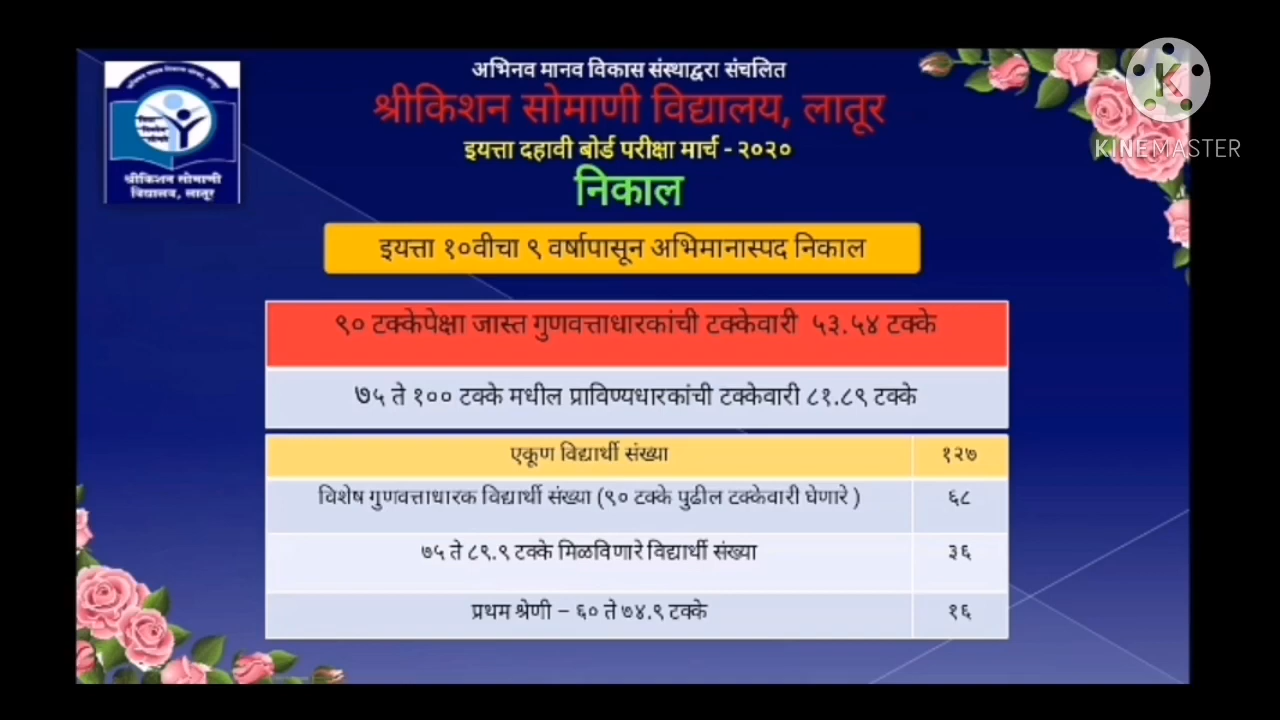 अभिनव मानव विकास संस्थाद्वारा संचलित
श्रीकिशन सोमाणी विद्यालय, लातूर
इयत्ता दहावी बोर्ड परीक्षा मार्च - २०२०
निकाल
KINEMASTER
श्रीकिशन सोमाणी
विद्यालय, लातूर
इयत्ता १०वीचा ९ वर्षापासून अभिमानास्पद निकाल
९० टक्केपेक्षा जास्त गुणवत्ताधारकांची टक्केवारी ५३.५४ टक्के
७५ ते १०० टक्के मधील प्राविण्यधारकांची टक्केवारी ८१.८९ टक्के
एकूण विद्यार्थी संख्या १२७
विशेष गुणवत्ताधारक विद्यार्थी संख्या (९० टक्के पुढील टक्केवारी घेणारे ) ६८
७५ ते ८९.९ टक्के मिळविणारे विद्यार्थी संख्या ३६
प्रथम श्रेणी – ६० ते ७४.९ टक्के १६